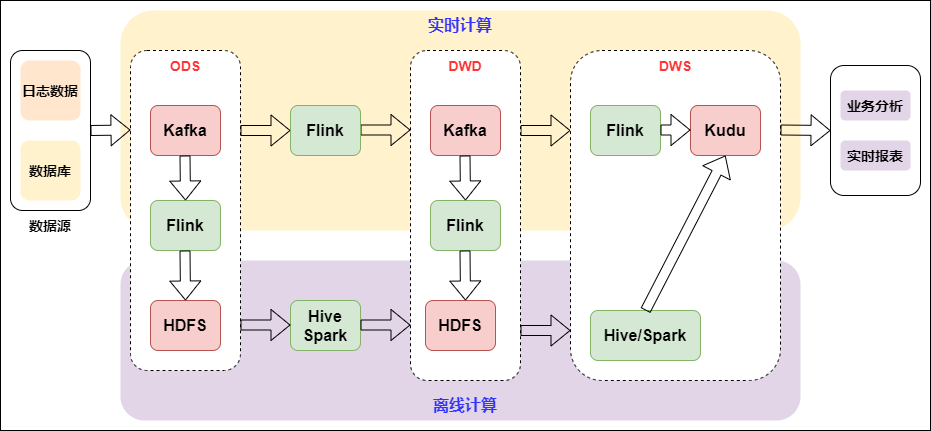 实时计算
ODS
DWD
DWS
日志数据
数据库
数据源
Kafka
Flink
Kafka
Flink
Kudu
业务分析
实时报表
Flink
Flink
HDFS
Hive
Spark
HDFS
Hive/Spark
离线计算